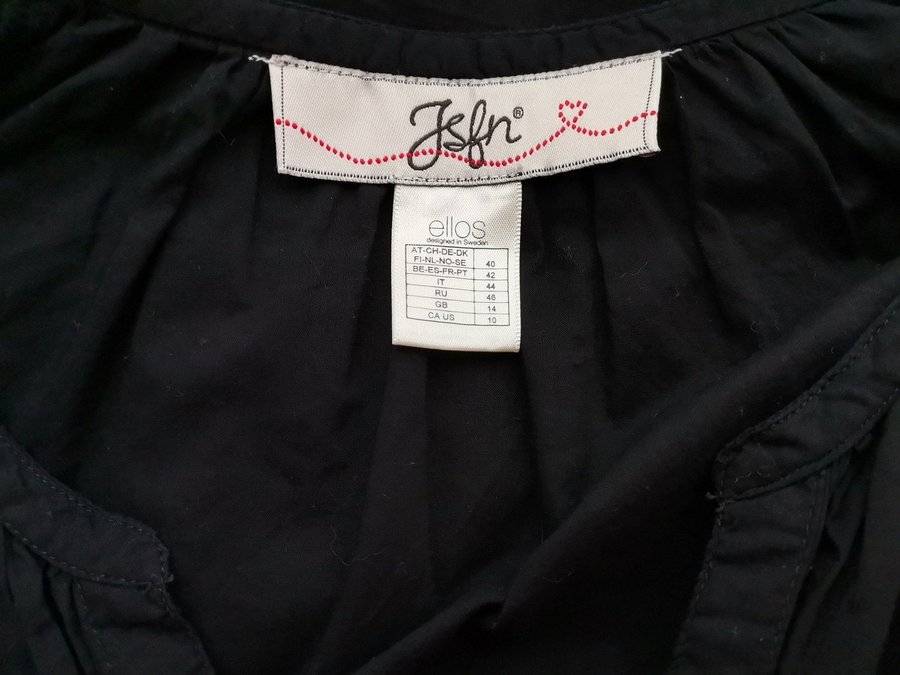 Jsfn®
ellos
designed in Sweden
AT-CH-DE-DK
FI-NL-NO-SE 40
BE-ES-FR-PT 42
IT 44
RU 46
GB 14
CA US 10